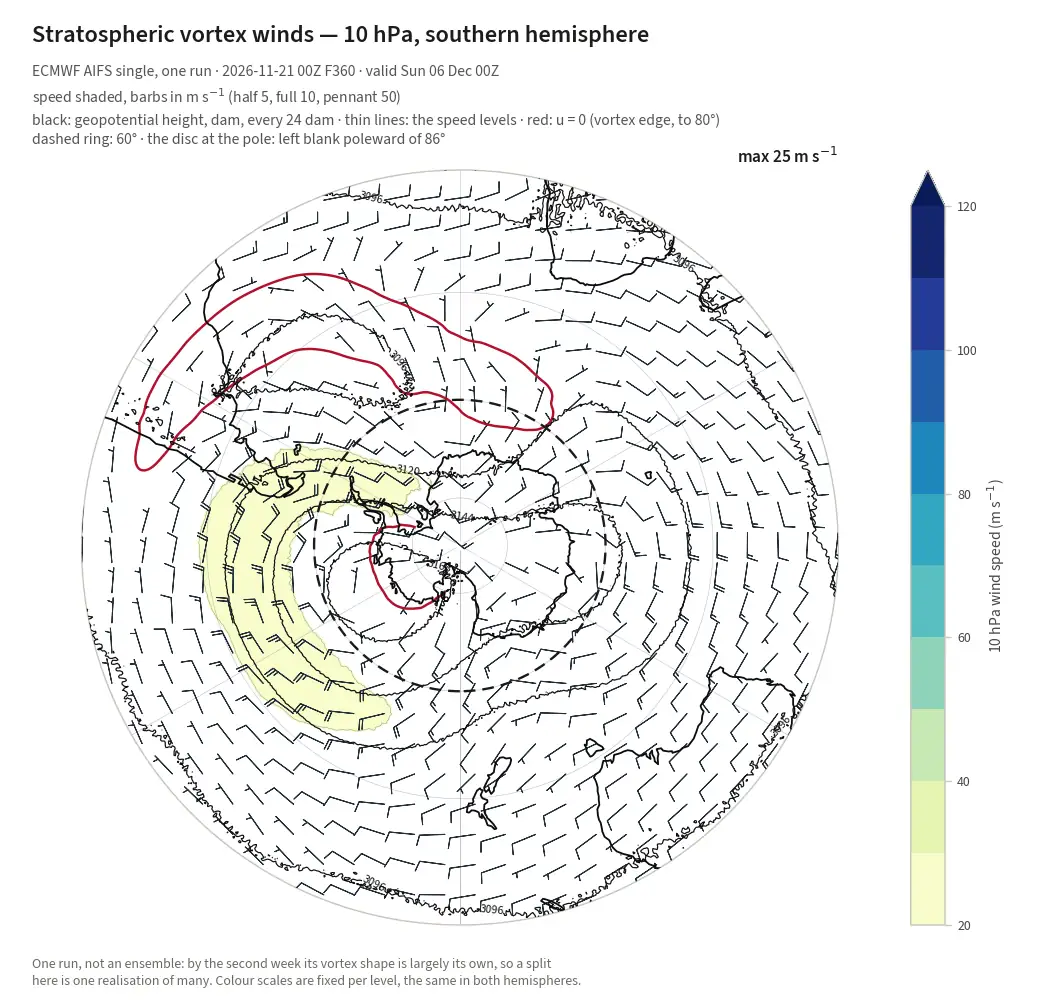 Stratospheric vortex winds — 10 hPa, southern hemisphere
ECMWF AIFS single, one run · 2026-11-21 00Z F360 · valid Sun 06 Dec 00Z
speed shaded, barbs in m s⁻¹ (half 5, full 10, pennant 50)
black: geopotential height, dam, every 24 dam · thin lines: the speed levels · red: u = 0 (vortex edge, to 80°)
dashed ring: 60° · the disc at the pole: left blank poleward of 86°
max 25 m s⁻¹
3096
3096
3096
3120
3144
3096
3096
3096
120
100
80
60
40
20
10 hPa wind speed (m s⁻¹)
One run, not an ensemble: by the second week its vortex shape is largely its own, so a split
here is one realisation of many. Colour scales are fixed per level, the same in both hemispheres.